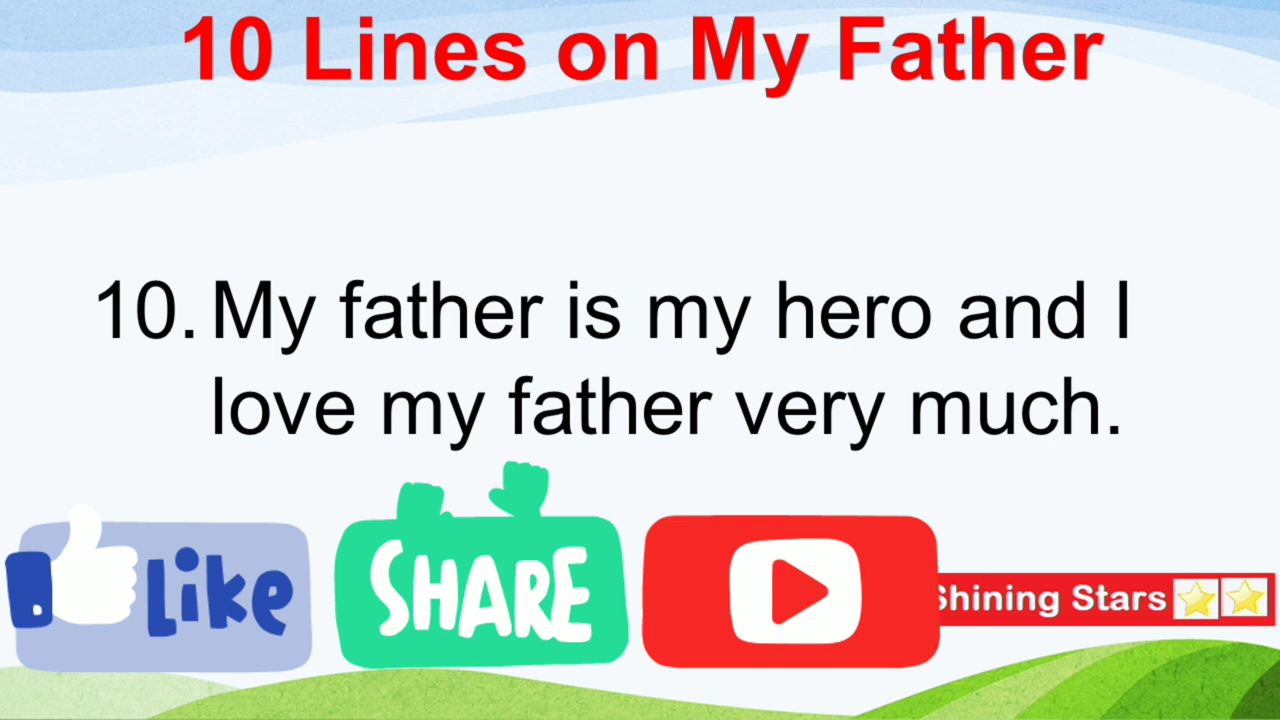 10 Lines on My Father
10. My father is my hero and I
love my father very much.
Like
SHARE
Shining Stars